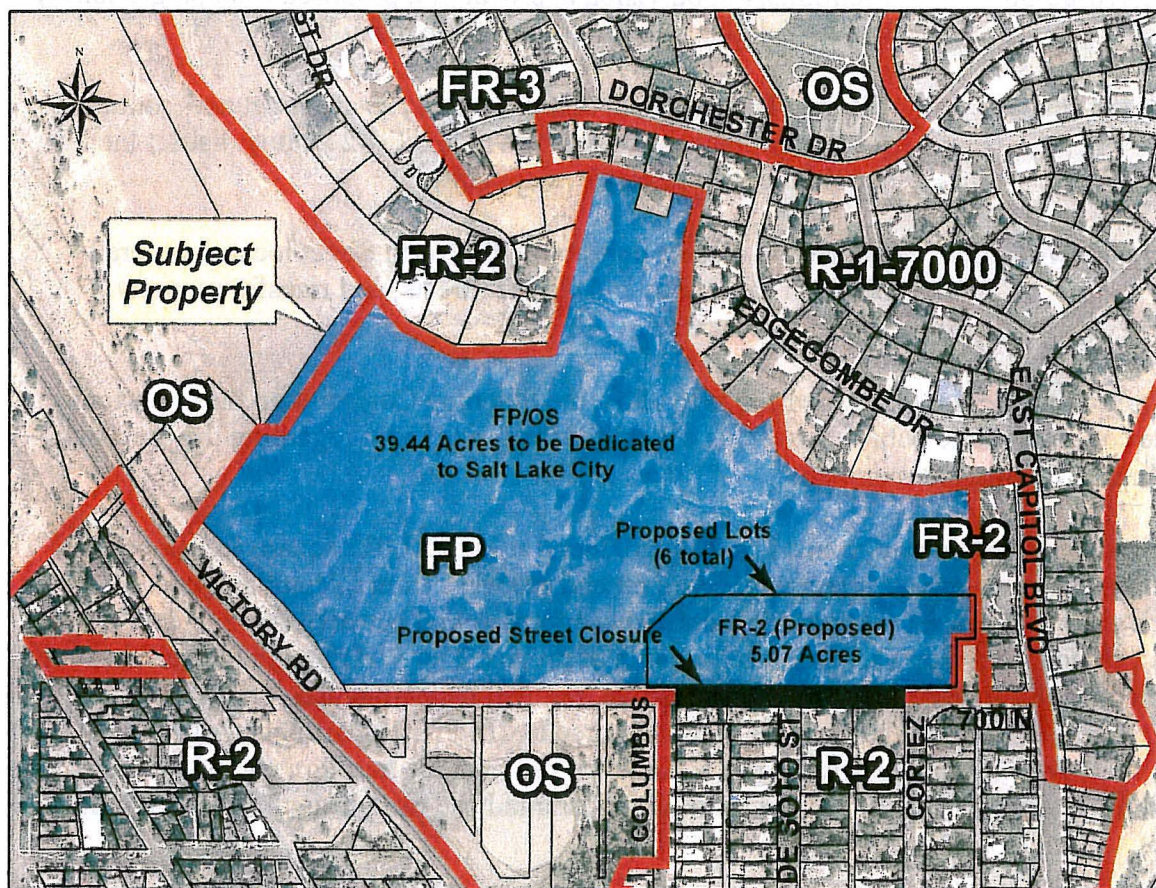 N
W
E
S
ST DR
FR-3
DORCHESTER DR
OS
Subject
Property
FR-2
R-1-7000
EDGECOMBE DR
EAST CAPITOL BLVD
OS
FP/OS
39.44 Acres to be Dedicated
to Salt Lake City
FP
Proposed Lots
(6 total)
FR-2
VICTORY RD
Proposed Street Closure
FR-2 (Proposed)
5.07 Acres
R-2
OS
COLUMBUS
DE SOTO ST
R-2
CORTEZ
700 N